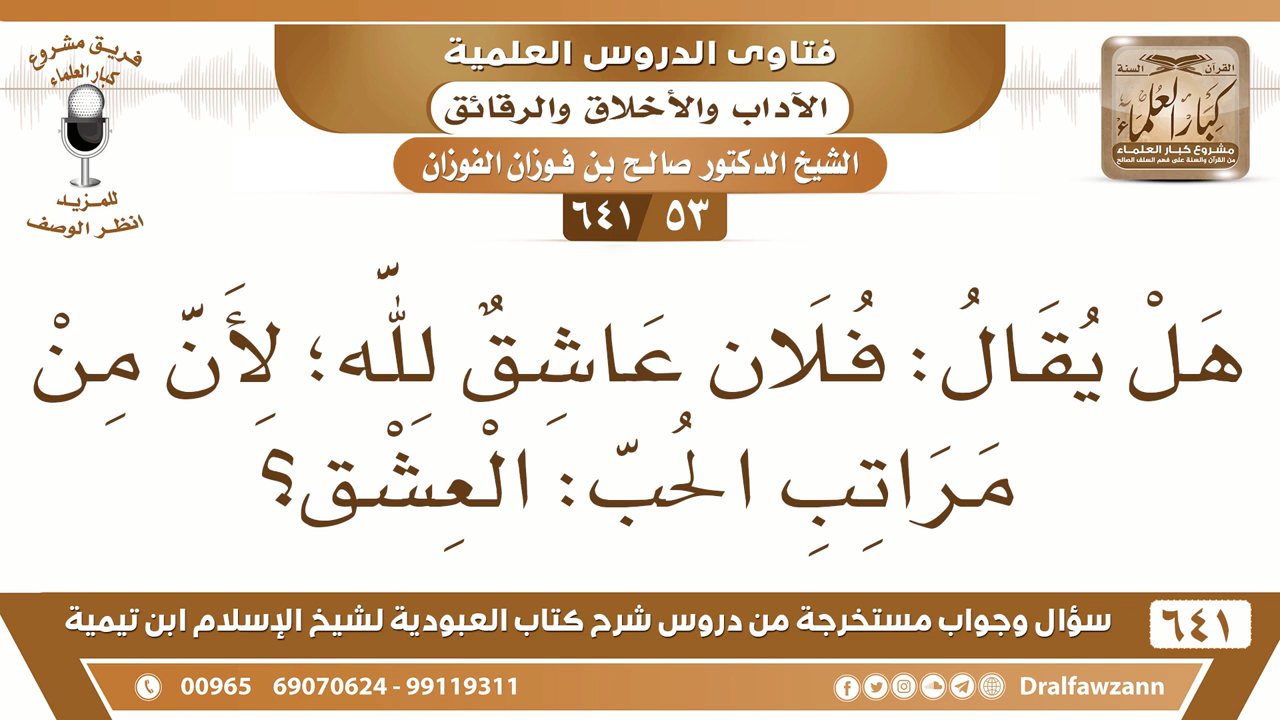 فتاوى الدروس العلمية
الآداب والأخلاق والرقائق
الشيخ الدكتور صالح بن فوزان الفوزان
٥٣ ٦٤١
القرآن السنة
كبار العلماء
مشروع كبار العلماء
من القرآن والسنة على فهم السلف الصالح
فريق مشروع
كبار العلماء
للمزيد
انظر الوصف
هَلْ يُقَالُ: فُلَان عَاشِقٌ لِلّٰه؛ لِأَنّ مِنْ
مَرَاتِبِ الحُبّ: الْعِشْق؟
٦٤١ سؤال وجواب مستخرجة من دروس شرح كتاب العبودية لشيخ الإسلام ابن تيمية
00965 69070624 - 99119311
Dralfawzann